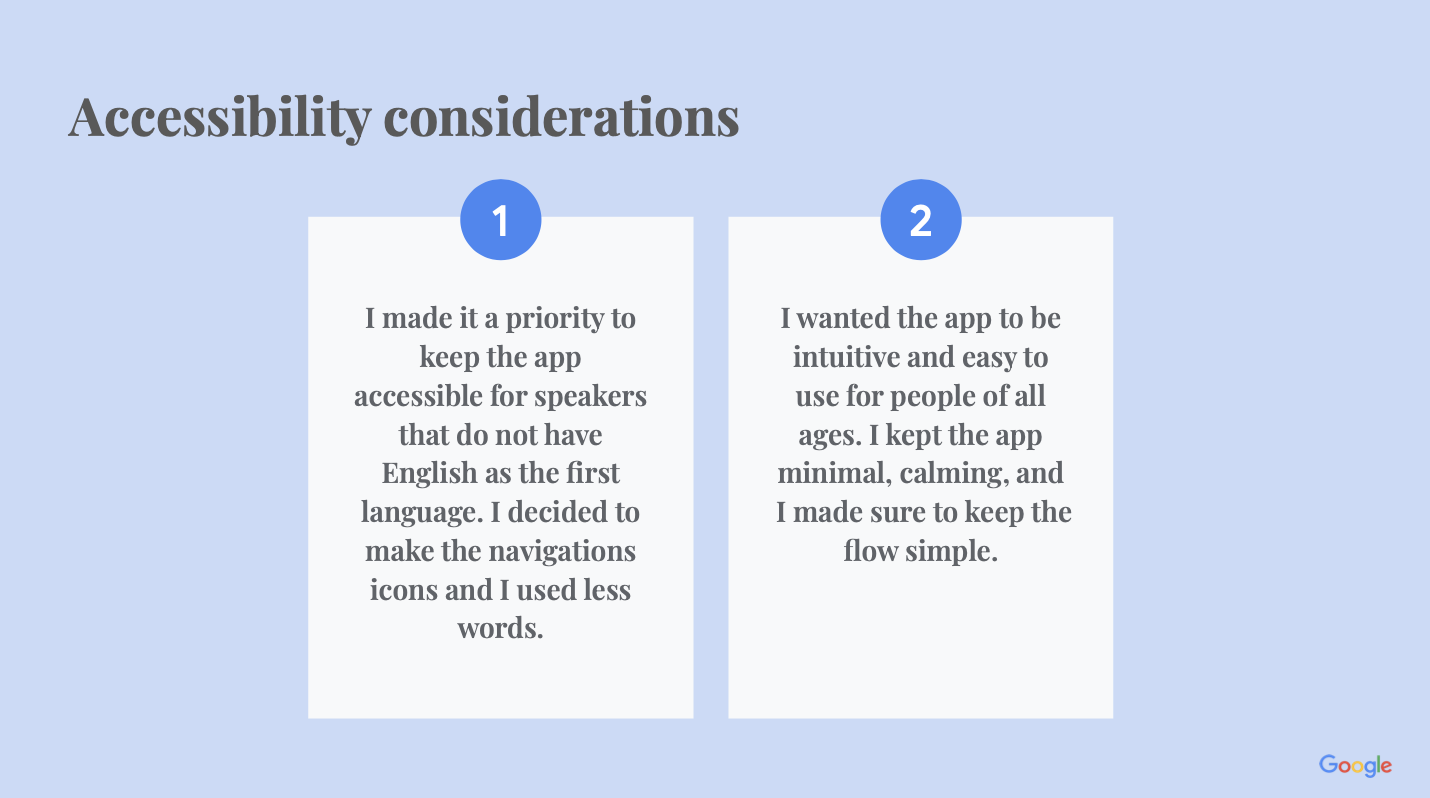 Accessibility considerations
1
I made it a priority to
keep the app
accessible for speakers
that do not have
English as the first
language. I decided to
make the navigations
icons and I used less
words.
2
I wanted the app to be
intuitive and easy to
use for people of all
ages. I kept the app
minimal, calming, and
I made sure to keep the
flow simple.
Google